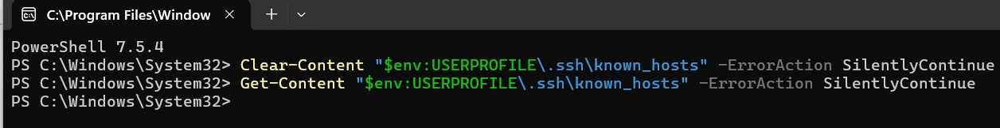 C:\Program Files\Window
PowerShell 7.5.4
PS C:\Windows\System32> Clear-Content "$env:USERPROFILE\.ssh\known_hosts" -ErrorAction SilentlyContinue
PS C:\Windows\System32> Get-Content "$env:USERPROFILE\.ssh\known_hosts" -ErrorAction SilentlyContinue
PS C:\Windows\System32>